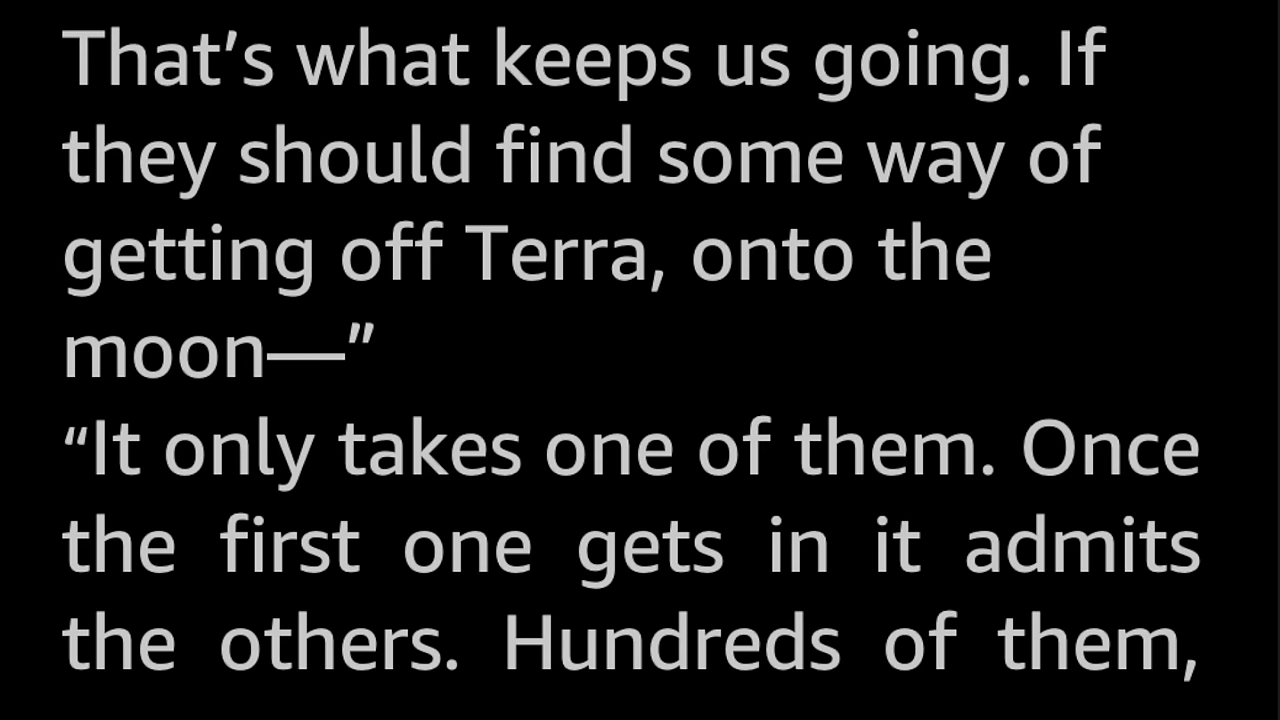 That’s what keeps us going. If
they should find some way of
getting off Terra, onto the
moon—”
“It only takes one of them. Once
the first one gets in it admits
the others. Hundreds of them,